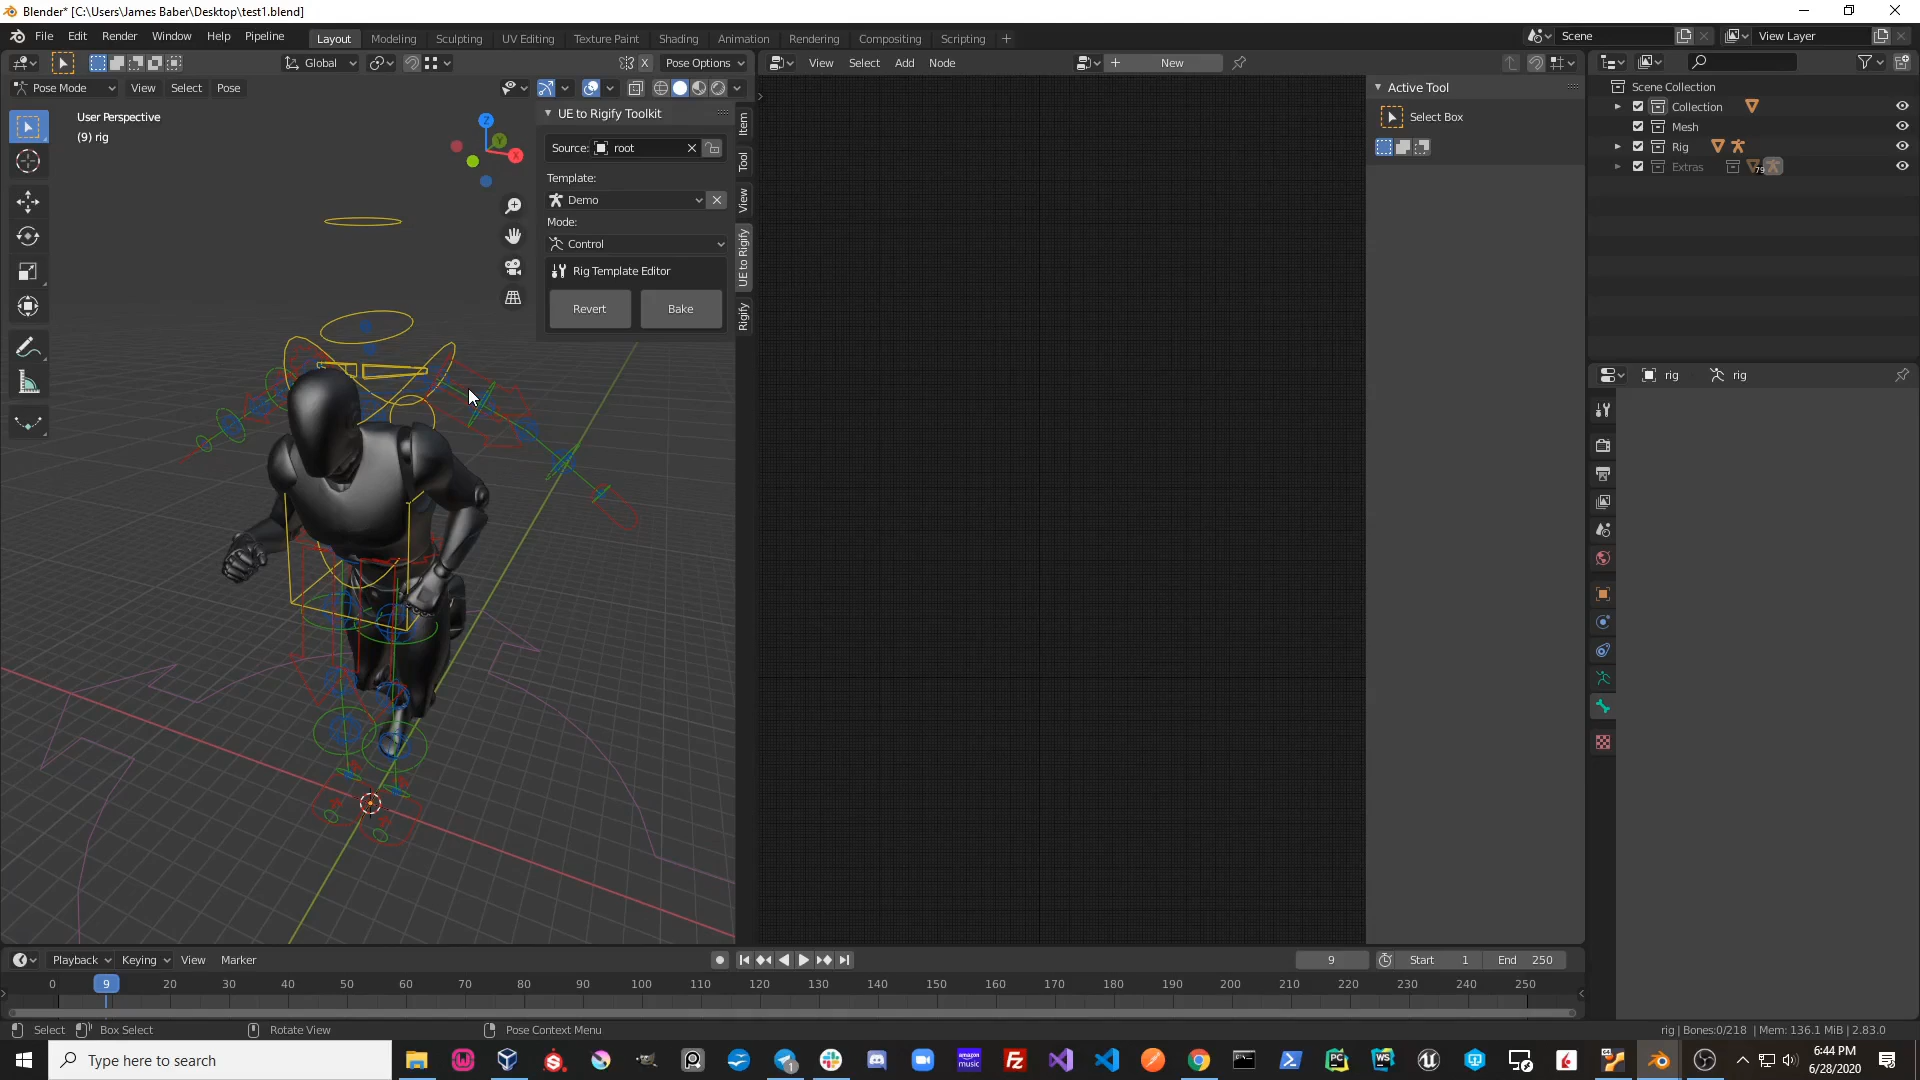 Blender* [C:\Users\James Baber\Desktop\test1.blend]
File Edit Render Window Help Pipeline
Layout Modeling Sculpting UV Editing Texture Paint Shading Animation Rendering Compositing Scripting +
Scene
View Layer
Global
X
Pose Options
View Select Add Node
New
Pose Mode View Select Pose
User Perspective
(9) rig
Z
Y
X
UE to Rigify Toolkit
Source: root
Template:
Demo
Mode:
Control
Rig Template Editor
Revert Bake
Item
Tool
View
UE to Rigify
Rigify
Active Tool
Select Box
Scene Collection
Collection
Mesh
Rig
Extras
79
rig rig
Playback Keying View Marker
9
Start 1
End 250
0 9 20 30 40 50 60 70 80 90 100 110 120 130 140 150 160 170 180 190 200 210 220 230 240 250
Select Box Select Rotate View Pose Context Menu
rig | Bones:0/218 | Mem: 136.1 MiB | 2.83.0
Type here to search
amazon music
1
PC
WS
Fz
6:44 PM
6/28/2020